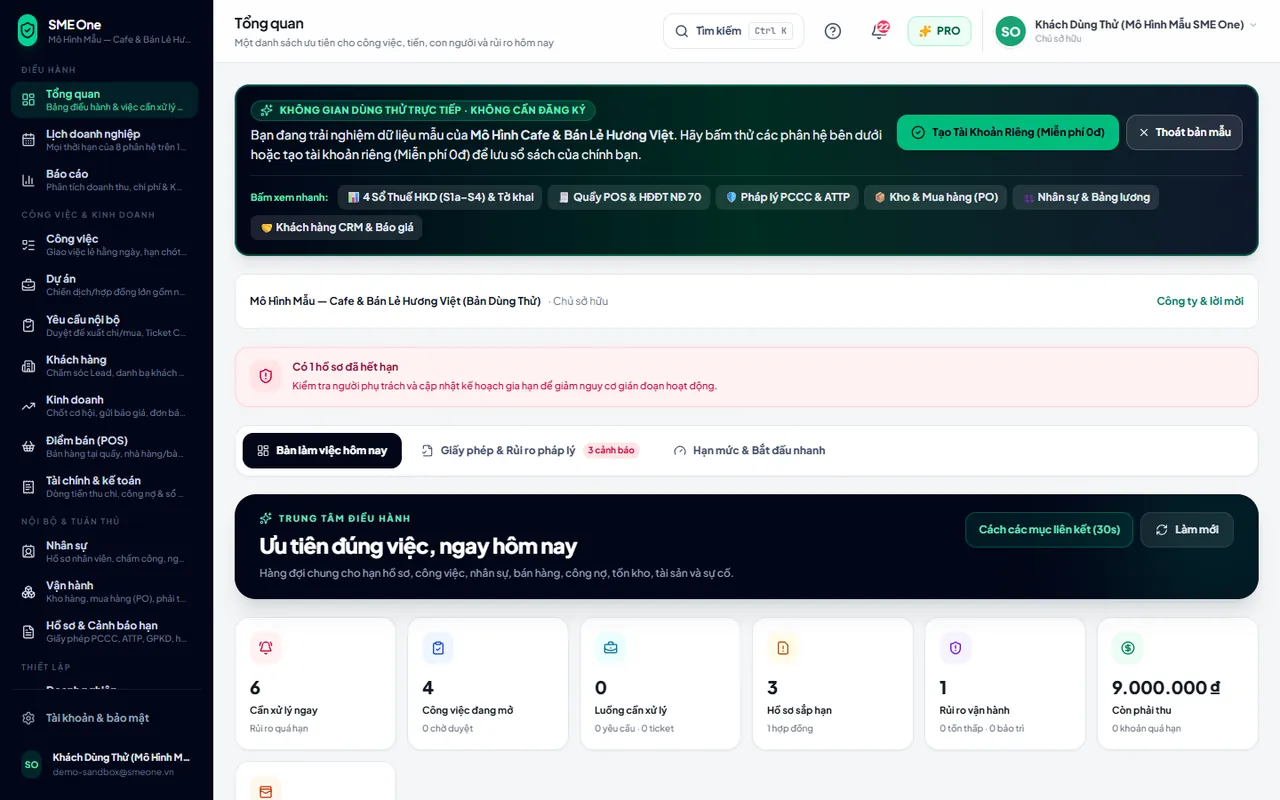 SME One
Mô Hình Mẫu — Cafe & Bán Lẻ Hư...
ĐIỀU HÀNH
Tổng quan
Bảng điều hành & việc cần xử lý ...
Lịch doanh nghiệp
Mọi thời hạn của 8 phân hệ trên 1...
Báo cáo
Phân tích doanh thu, chi phí & K...
CÔNG VIỆC & KINH DOANH
Công việc
Giao việc lẻ hằng ngày, hạn chót...
Dự án
Chiến dịch/hợp đồng lớn gồm n...
Yêu cầu nội bộ
Duyệt đề xuất chi/mua, Ticket C...
Khách hàng
Chăm sóc Lead, danh bạ khách ...
Kinh doanh
Chốt cơ hội, gửi báo giá, đơn bá...
Điểm bán (POS)
Bán hàng tại quầy, nhà hàng/bà...
Tài chính & kế toán
Dòng tiền thu chi, công nợ & sổ ...
NỘI BỘ & TUÂN THỦ
Nhân sự
Hồ sơ nhân viên, chấm công, ng...
Vận hành
Kho hàng, mua hàng (PO), phải t...
Hồ sơ & Cảnh báo hạn
Giấy phép PCCC, ATTP, GPKD, h...
THIẾT LẬP
Tài khoản & bảo mật
SO
Khách Dùng Thử (Mô Hình M...
demo-sandbox@smeone.vn
Tổng quan
Một danh sách ưu tiên cho công việc, tiền, con người và rủi ro hôm nay
Tìm kiếm Ctrl K
22
PRO
SO
Khách Dùng Thử (Mô Hình Mẫu SME One)
Chủ sở hữu
KHÔNG GIAN DÙNG THỬ TRỰC TIẾP · KHÔNG CẦN ĐĂNG KÝ
Bạn đang trải nghiệm dữ liệu mẫu của Mô Hình Cafe & Bán Lẻ Hương Việt. Hãy bấm thử các phân hệ bên dưới
hoặc tạo tài khoản riêng (Miễn phí 0đ) để lưu sổ sách của chính bạn.
Tạo Tài Khoản Riêng (Miễn phí 0đ)
Thoát bản mẫu
Bấm xem nhanh:
4 Sổ Thuế HKD (S1a–S4) & Tờ khai
Quầy POS & HĐĐT NĐ 70
Pháp lý PCCC & ATTP
Kho & Mua hàng (PO)
Nhân sự & Bảng lương
Khách hàng CRM & Báo giá
Mô Hình Mẫu — Cafe & Bán Lẻ Hương Việt (Bản Dùng Thử) · Chủ sở hữu
Công ty & lời mời
Có 1 hồ sơ đã hết hạn
Kiểm tra người phụ trách và cập nhật kế hoạch gia hạn để giảm nguy cơ gián đoạn hoạt động.
Bàn làm việc hôm nay
Giấy phép & Rủi ro pháp lý 3 cảnh báo
Hạn mức & Bắt đầu nhanh
TRUNG TÂM ĐIỀU HÀNH
Ưu tiên đúng việc, ngay hôm nay
Hàng đợi chung cho hạn hồ sơ, công việc, nhân sự, bán hàng, công nợ, tồn kho, tài sản và sự cố.
Cách các mục liên kết (30s)
Làm mới
6
Cần xử lý ngay
Rủi ro quá hạn
4
Công việc đang mở
0 chờ duyệt
0
Luồng cần xử lý
0 yêu cầu · 0 ticket
3
Hồ sơ sắp hạn
1 hợp đồng
1
Rủi ro vận hành
0 tồn thấp · 0 bảo trì
9.000.000 ₫
Còn phải thu
0 khoản quá hạn